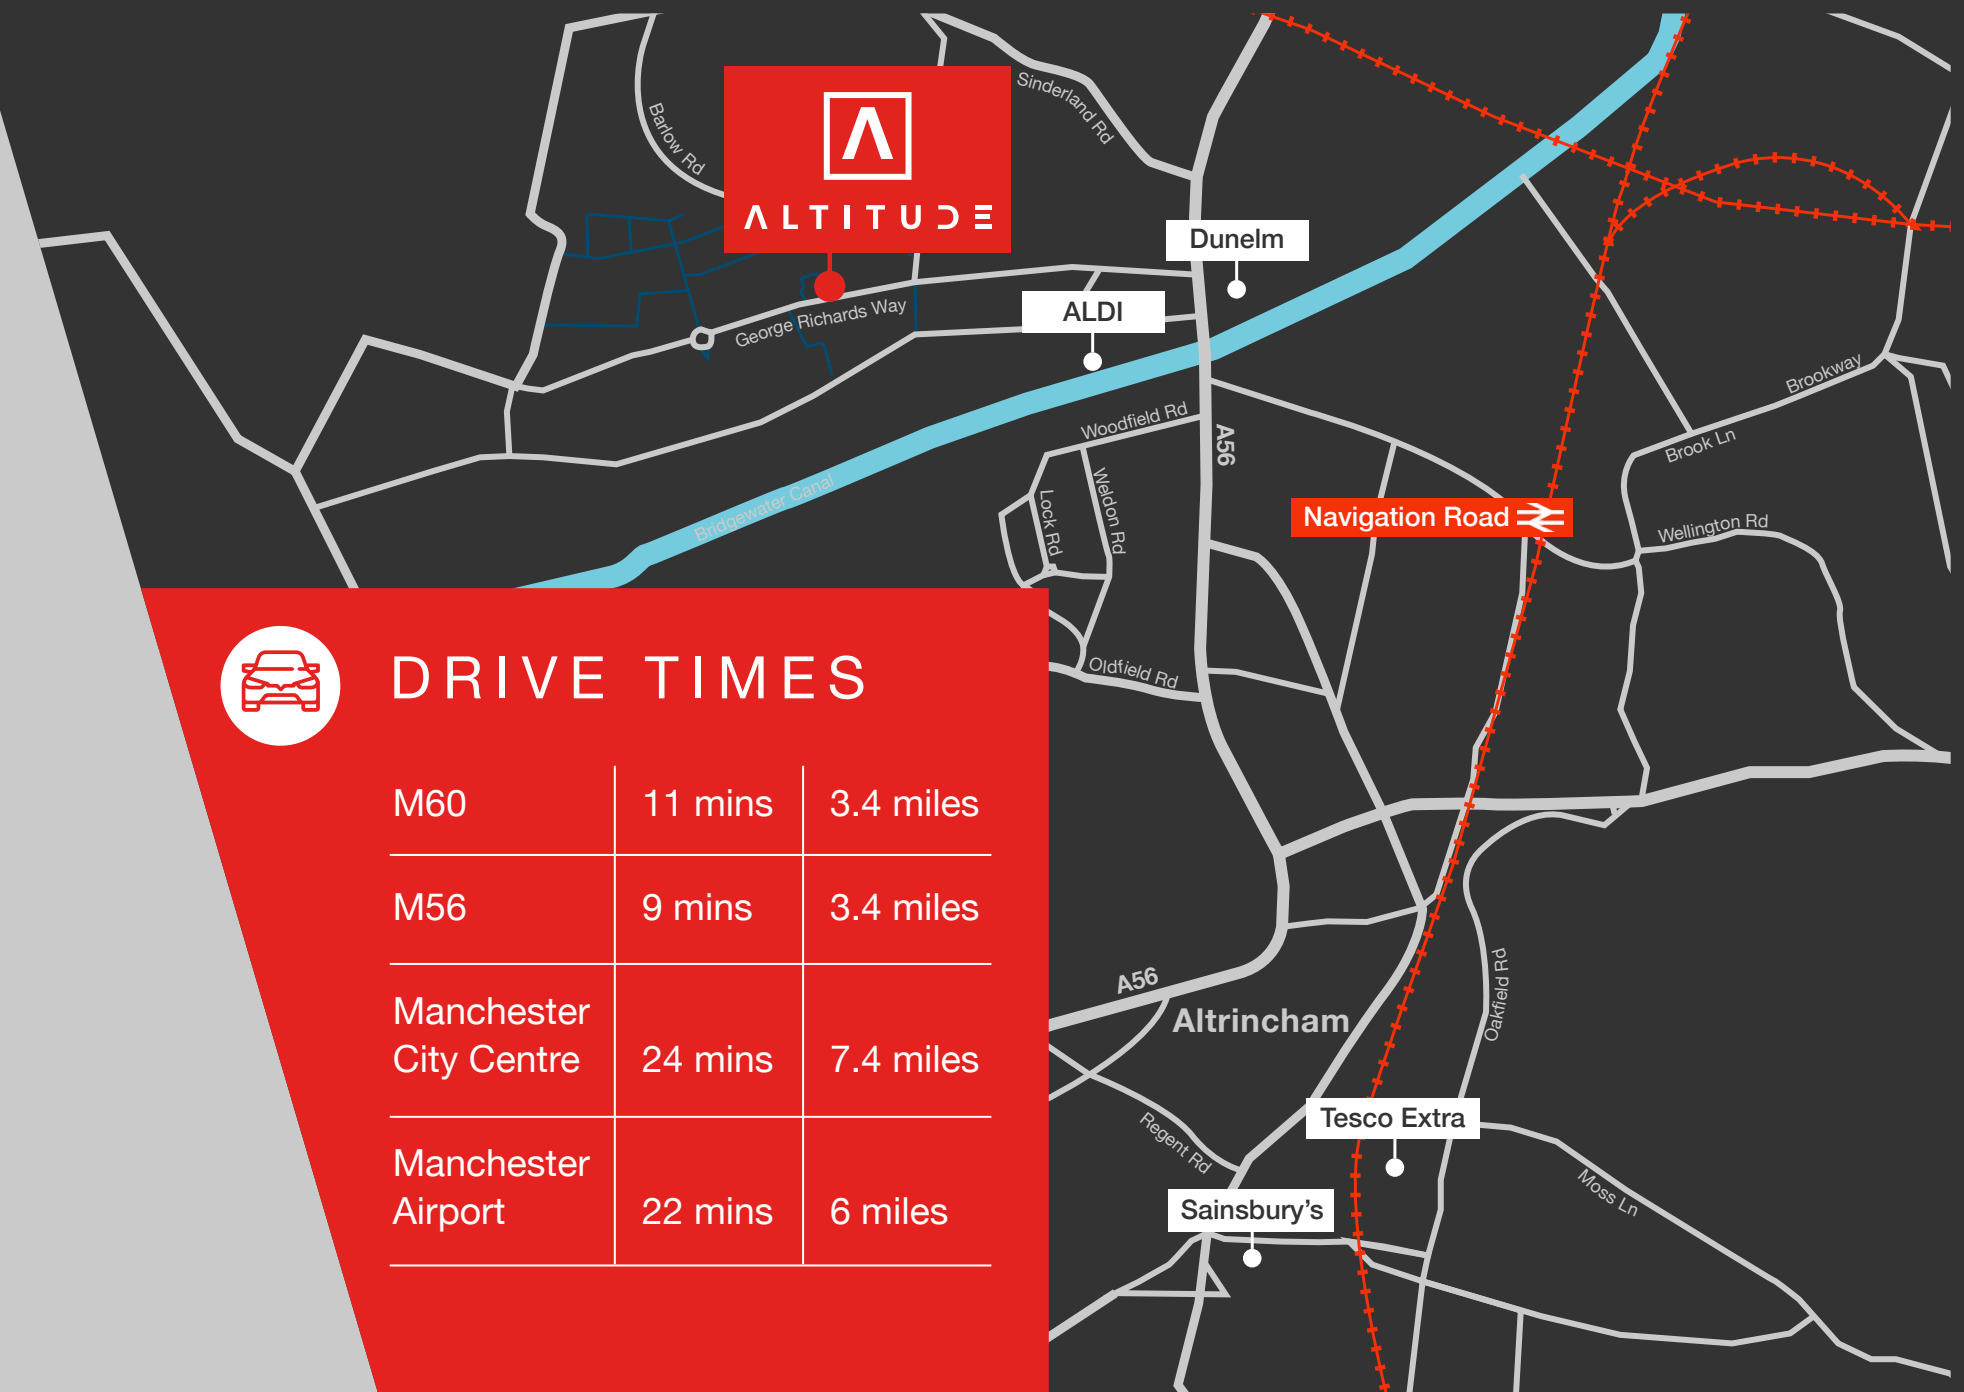 Barlow Rd
Sinderland Rd
ALTITUDE
Dunelm
ALDI
George Richards Way
Brookway
Woodfield Rd
A56
Brook Ln
Bridgewater Canal
Lock Rd
Weldon Rd
Navigation Road
Wellington Rd
Oldfield Rd
DRIVE TIMES
M60 11 mins 3.4 miles
M56 9 mins 3.4 miles
Manchester
City Centre 24 mins 7.4 miles
Manchester
Airport 22 mins 6 miles
A56
Altrincham
Oakfield Rd
Tesco Extra
Regent Rd
Moss Ln
Sainsbury's